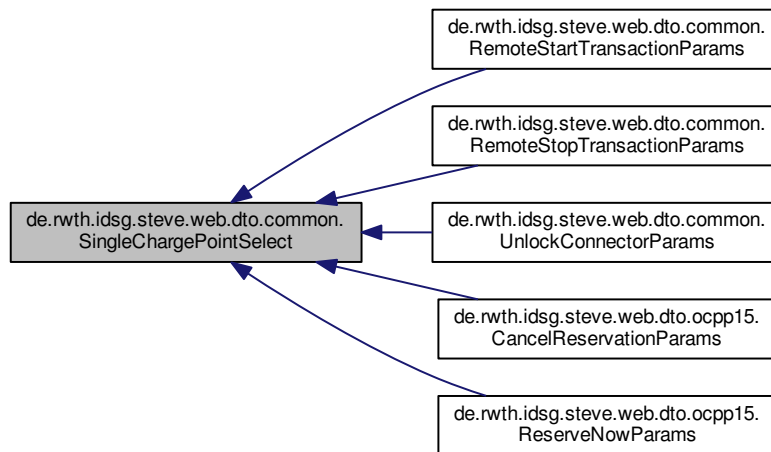 de.rwth.idsg.steve.web.dto.common.
RemoteStartTransactionParams
de.rwth.idsg.steve.web.dto.common.
RemoteStopTransactionParams
de.rwth.idsg.steve.web.dto.common.
SingleChargePointSelect
de.rwth.idsg.steve.web.dto.common.
UnlockConnectorParams
de.rwth.idsg.steve.web.dto.ocpp15.
CancelReservationParams
de.rwth.idsg.steve.web.dto.ocpp15.
ReserveNowParams